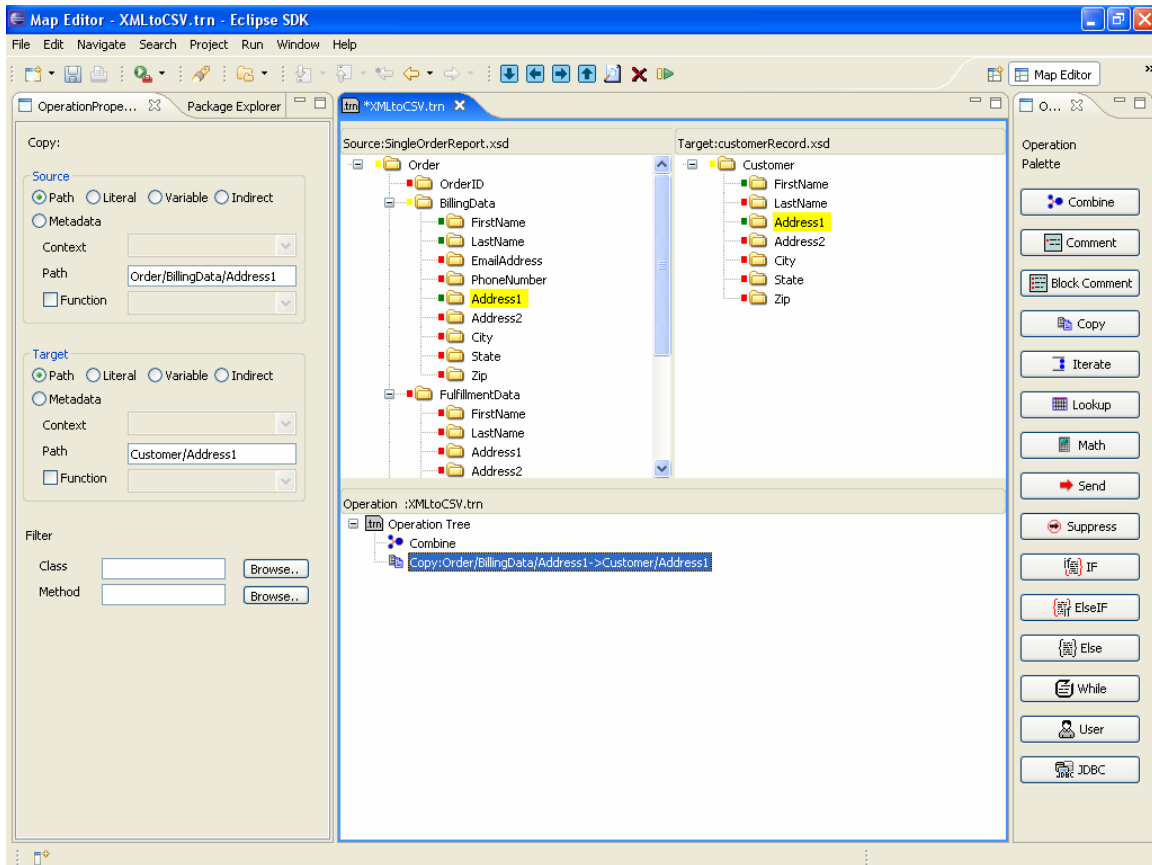 Map Editor - XMLtoCSV.trn - Eclipse SDK
File Edit Navigate Search Project Run Window Help
Map Editor »
OperationPrope... Package Explorer
Copy:
Source
Path Literal Variable Indirect
Metadata
Context
Path Order/BillingData/Address1
Function
Target
Path Literal Variable Indirect
Metadata
Context
Path Customer/Address1
Function
Filter
Class Browse..
Method Browse..
.trn *XMLtoCSV.trn
Source:SingleOrderReport.xsd
Order
OrderID
BillingData
FirstName
LastName
EmailAddress
PhoneNumber
Address1
Address2
City
State
Zip
FulfillmentData
FirstName
LastName
Address1
Address2
Target:customerRecord.xsd
Customer
FirstName
LastName
Address1
Address2
City
State
Zip
Operation :XMLtoCSV.trn
.trn Operation Tree
Combine
Copy:Order/BillingData/Address1->Customer/Address1
O...
Operation
Palette
Combine
Comment
Block Comment
Copy
Iterate
Lookup
Math
Send
Suppress
IF
ElseIF
Else
While
User
JDBC